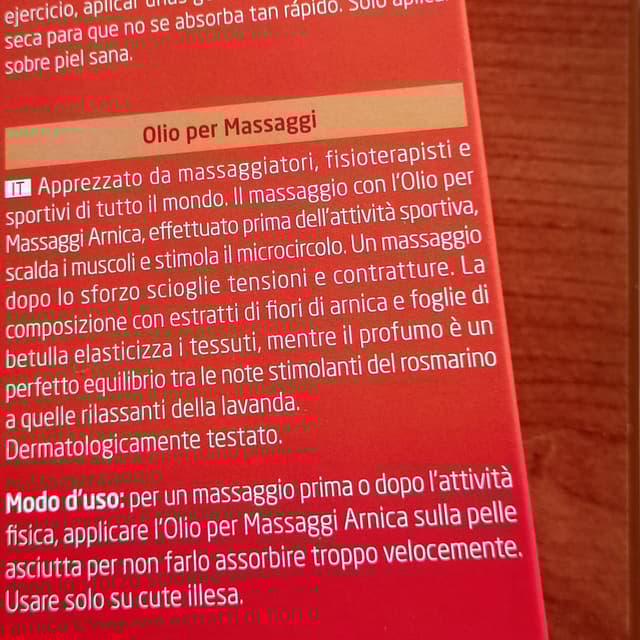 ejercicio, aplicar unas
seca para que no se absorba tan rápido. Solo aplicar
sobre piel sana.
Olio per Massaggi
IT Apprezzato da massaggiatori, fisioterapisti e
sportivi di tutto il mondo. Il massaggio con l'Olio per
Massaggi Arnica, effettuato prima dell'attività sportiva,
scalda i muscoli e stimola il microcircolo. Un massaggio
dopo lo sforzo scioglie tensioni e contratture. La
composizione con estratti di fiori di arnica e foglie di
betulla elasticizza i tessuti, mentre il profumo è un
perfetto equilibrio tra le note stimolanti del rosmarino
a quelle rilassanti della lavanda.
Dermatologicamente testato.
Modo d'uso: per un massaggio prima o dopo l'attività
fisica, applicare l'Olio per Massaggi Arnica sulla pelle
asciutta per non farlo assorbire troppo velocemente.
Usare solo su cute illesa.